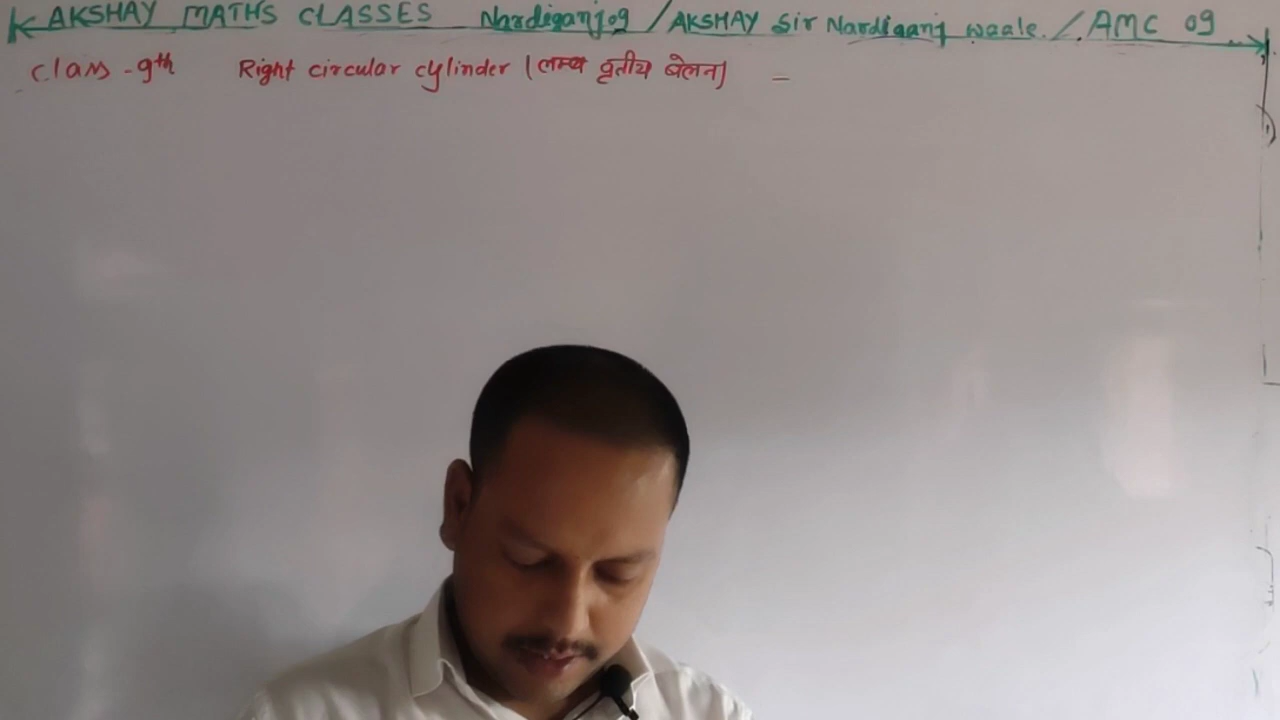 AKSHAY MATHS CLASSES Nardiganj09 / AKSHAY Sir Nardiganj waale. / AMC 09
Class - 9th Right circular cylinder (लम्ब वृतीय बेलन) -